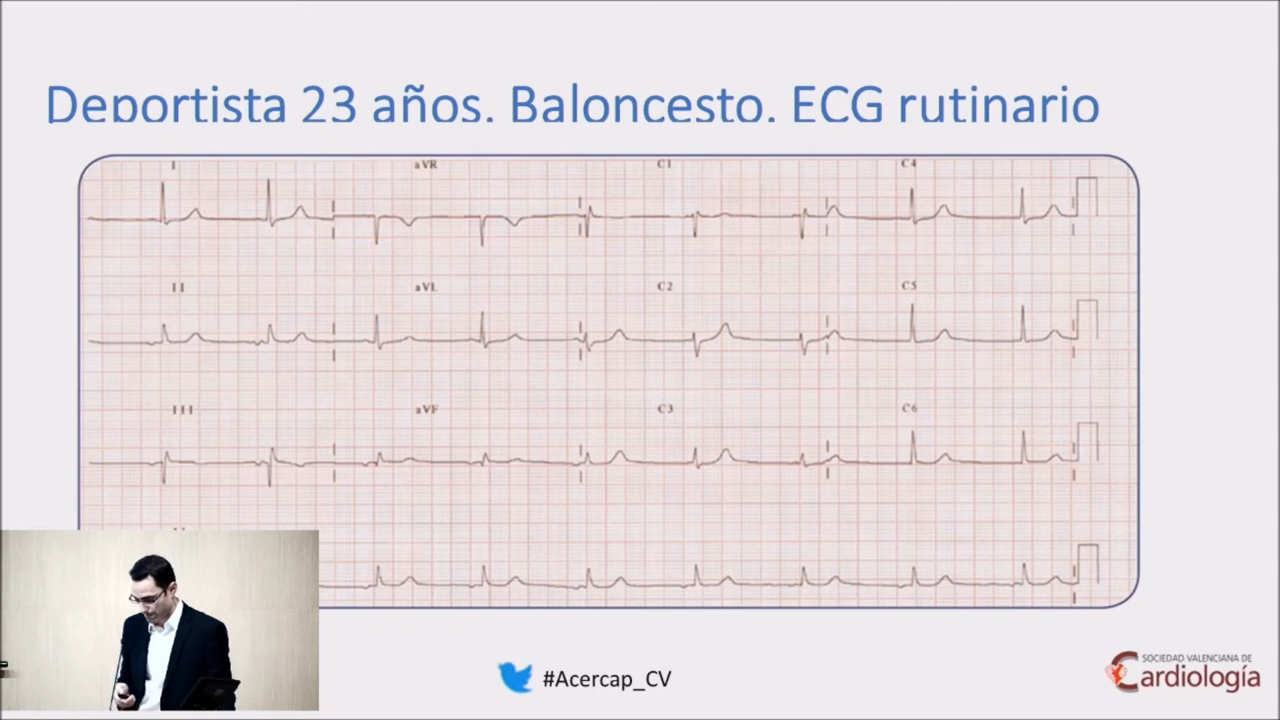 Deportista 23 años. Baloncesto. ECG rutinario
I aVR C1 C4
II aVL C2 C5
III aVF C3 C6
#Acercap_CV
SOCIEDAD VALENCIANA DE
Cardiología